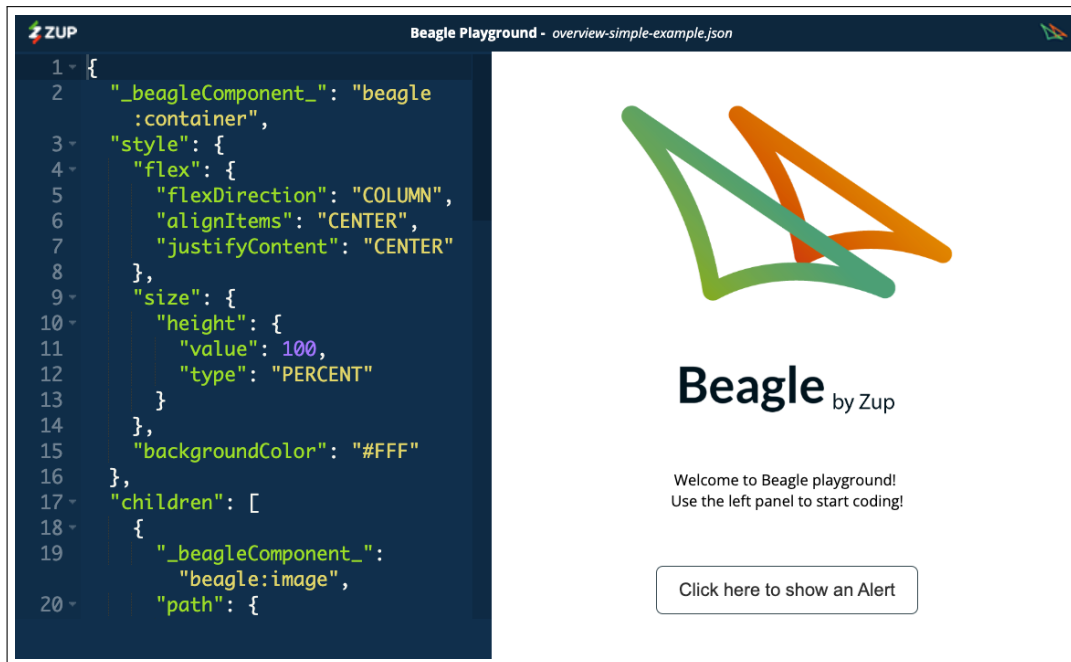 ZUP
Beagle Playground - overview-simple-example.json
1 {
2 "_beagleComponent_": "beagle
:container",
3 "style": {
4 "flex": {
5 "flexDirection": "COLUMN",
6 "alignItems": "CENTER",
7 "justifyContent": "CENTER"
8 },
9 "size": {
10 "height": {
11 "value": 100,
12 "type": "PERCENT"
13 }
14 },
15 "backgroundColor": "#FFF"
16 },
17 "children": [
18 {
19 "_beagleComponent_":
"beagle:image",
20 "path": {
Beagle by Zup
Welcome to Beagle playground!
Use the left panel to start coding!
Click here to show an Alert